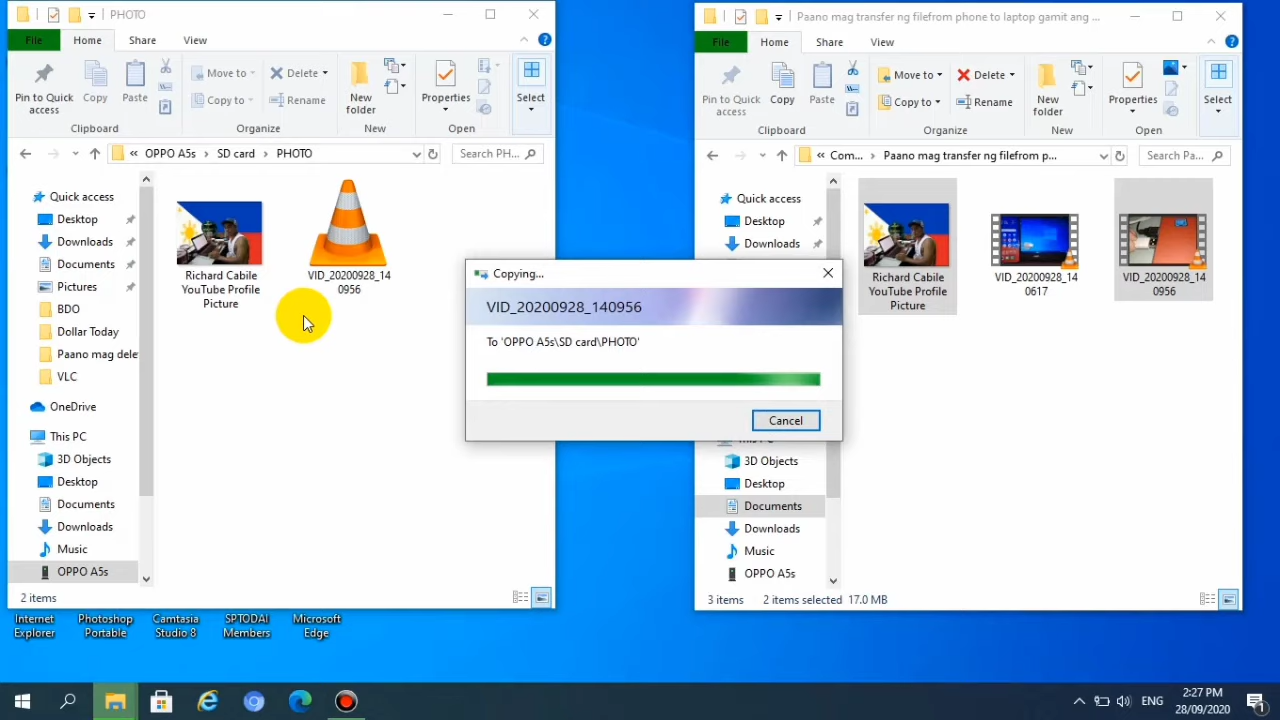 PHOTO
File
Home
Share
View
Pin to Quick
access
Copy
Paste
Move to
Copy to
Delete
Rename
New
folder
Properties
Select
Clipboard
Organize
New
Open
« OPPO A5s > SD card > PHOTO
Search PH...
Quick access
Desktop
Downloads
Documents
Pictures
BDO
Dollar Today
Paano mag dele
VLC
OneDrive
This PC
3D Objects
Desktop
Documents
Downloads
Music
OPPO A5s
Richard Cabile
YouTube Profile
Picture
VID_20200928_14
0956
2 items
Paano mag transfer ng filefrom phone to laptop gamit ang ...
File
Home
Share
View
Pin to Quick
access
Copy
Paste
Move to
Copy to
Delete
Rename
New
folder
Properties
Select
Clipboard
Organize
New
Open
« Com... > Paano mag transfer ng filefrom p...
Search Pa...
Quick access
Desktop
Downloads
3D Objects
Desktop
Documents
Downloads
Music
OPPO A5s
Richard Cabile
YouTube Profile
Picture
VID_20200928_14
0617
VID_20200928_14
0956
3 items
2 items selected 17.0 MB
Copying...
VID_20200928_140956
To 'OPPO A5s\SD card\PHOTO'
Cancel
Internet
Explorer
Photoshop
Portable
Camtasia
Studio 8
SPTODAI
Members
Microsoft
Edge
ENG
2:27 PM
28/09/2020
1